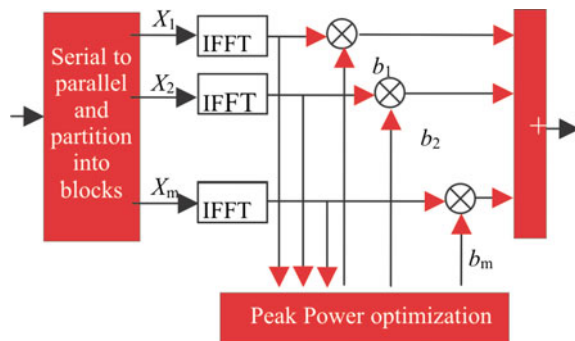 Serial to
parallel
and
partition
into
blocks
X1
IFFT
b1
X2
IFFT
b2
Xm
IFFT
bm
+
Peak Power optimization